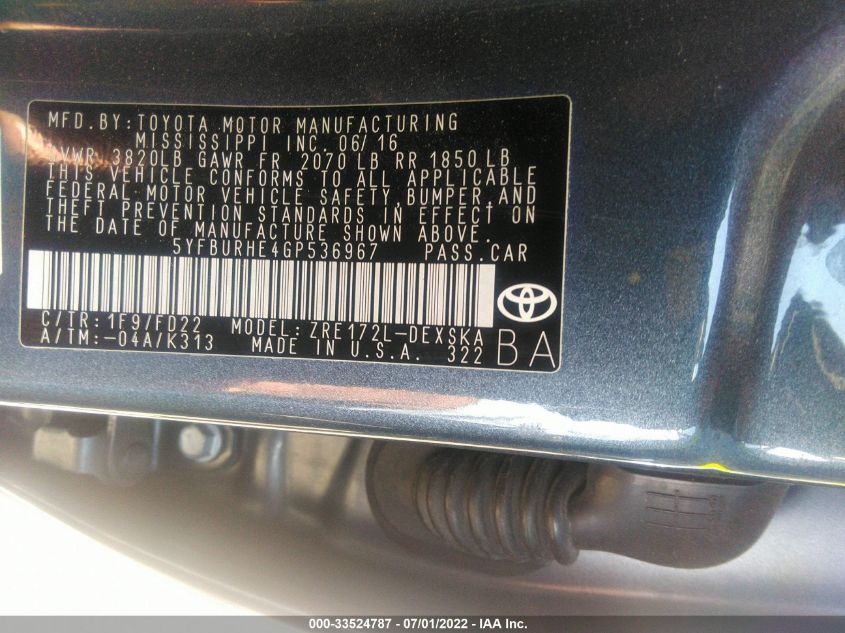 MFD. BY: TOYOTA MOTOR MANUFACTURING
MISSISSIPPI INC. 06/16
GVWR 3820LB GAWR FR 2070 LB RR 1850 LB
THIS VEHICLE CONFORMS TO ALL APPLICABLE
FEDERAL MOTOR VEHICLE SAFETY, BUMPER, AND
THEFT PREVENTION STANDARDS IN EFFECT ON
THE DATE OF MANUFACTURE SHOWN ABOVE.
5YFBURHE4GP536967 PASS. CAR
C/TR: 1F9/FD22 MODEL: ZRE172L-DEXSKA
A/TM: -04A/K313 MADE IN U.S.A. 322
BA
000-33524787 - 07/01/2022 - IAA Inc.